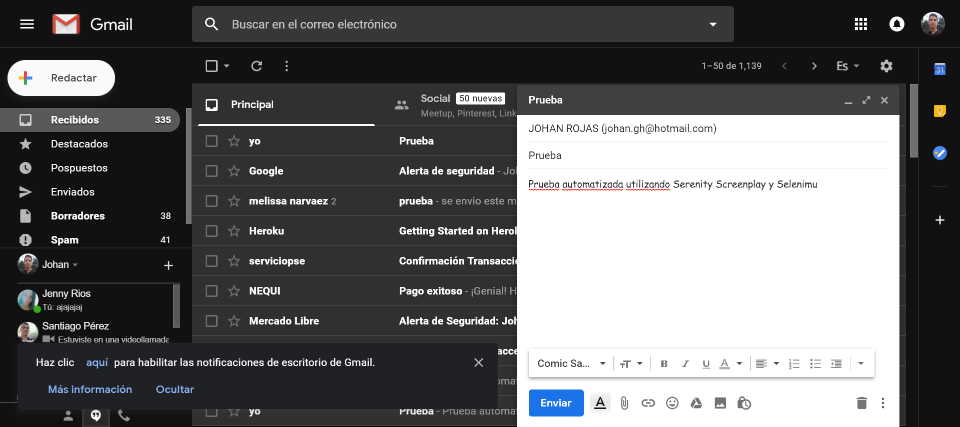 Gmail
Buscar en el correo electrónico
Redactar
1–50 de 1,139
Es
Recibidos 335
Destacados
Pospuestos
Enviados
Borradores 38
Spam 41
Johan
Jenny Rios
Tú: ajajajaj
Santiago Pérez
Estuviste en una videollamada
Principal
Social 50 nuevas
Meetup, Pinterest, Link
yo Prueba
Google Alerta de seguridad - Jo
melissa narvaez 2 prueba - se envio este m
Heroku Getting Started on Herok
serviciopse Confirmación Transacci
NEQUI Pago exitoso - ¡Genial! H
Mercado Libre Alerta de Seguridad: Joh
acce
automa
yo Prueba - Prueba automat
Haz clic aquí para habilitar las notificaciones de escritorio de Gmail.
Más información Ocultar
Prueba
JOHAN ROJAS (johan.gh@hotmail.com)
Prueba
Prueba automatizada utilizando Serenity Screenplay y Selenimu
Comic Sa...
B I U A
Enviar
A
31